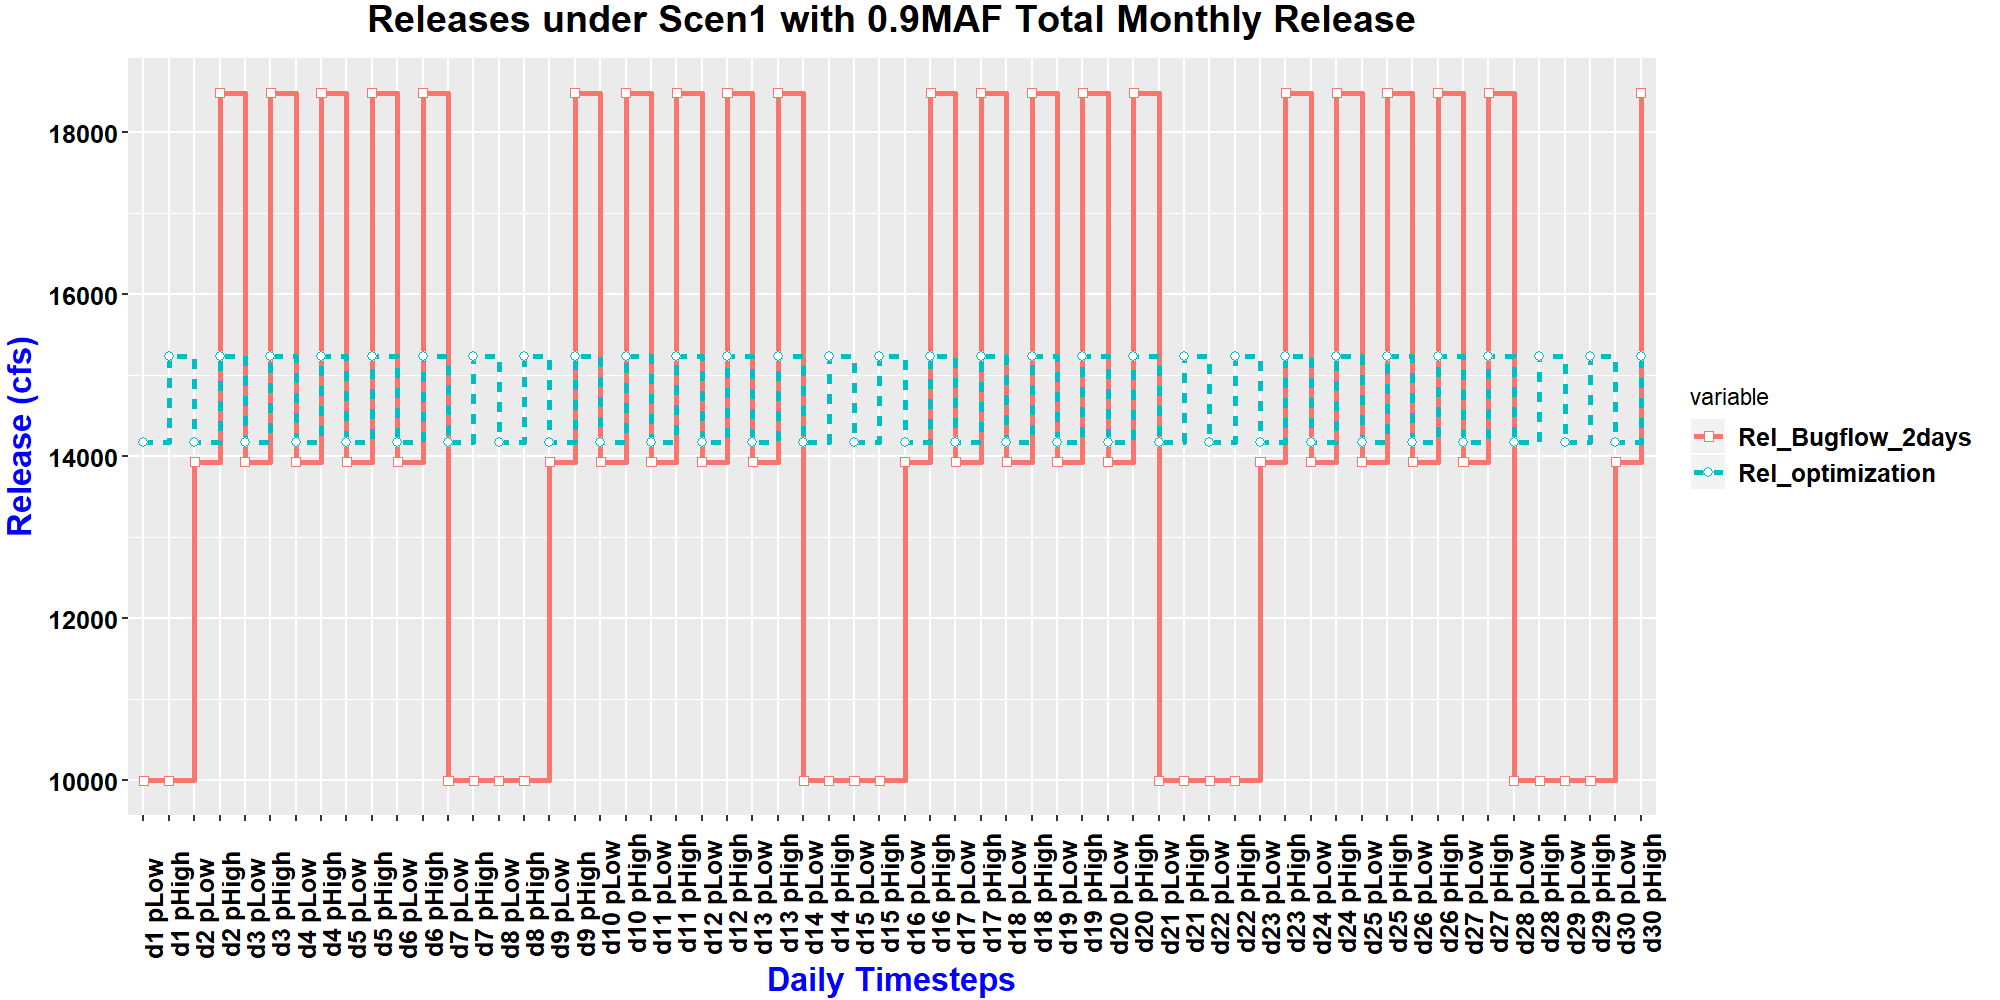 Releases under Scen1 with 0.9MAF Total Monthly Release
Release (cfs)
18000
16000
14000
12000
10000
d1 pLow
d1 pHigh
d2 pLow
d2 pHigh
d3 pLow
d3 pHigh
d4 pLow
d4 pHigh
d5 pLow
d5 pHigh
d6 pLow
d6 pHigh
d7 pLow
d7 pHigh
d8 pLow
d8 pHigh
d9 pLow
d9 pHigh
d10 pLow
d10 pHigh
d11 pLow
d11 pHigh
d12 pLow
d12 pHigh
d13 pLow
d13 pHigh
d14 pLow
d14 pHigh
d15 pLow
d15 pHigh
d16 pLow
d16 pHigh
d17 pLow
d17 pHigh
d18 pLow
d18 pHigh
d19 pLow
d19 pHigh
d20 pLow
d20 pHigh
d21 pLow
d21 pHigh
d22 pLow
d22 pHigh
d23 pLow
d23 pHigh
d24 pLow
d24 pHigh
d25 pLow
d25 pHigh
d26 pLow
d26 pHigh
d27 pLow
d27 pHigh
d28 pLow
d28 pHigh
d29 pLow
d29 pHigh
d30 pLow
d30 pHigh
Daily Timesteps
variable
Rel_Bugflow_2days
Rel_optimization